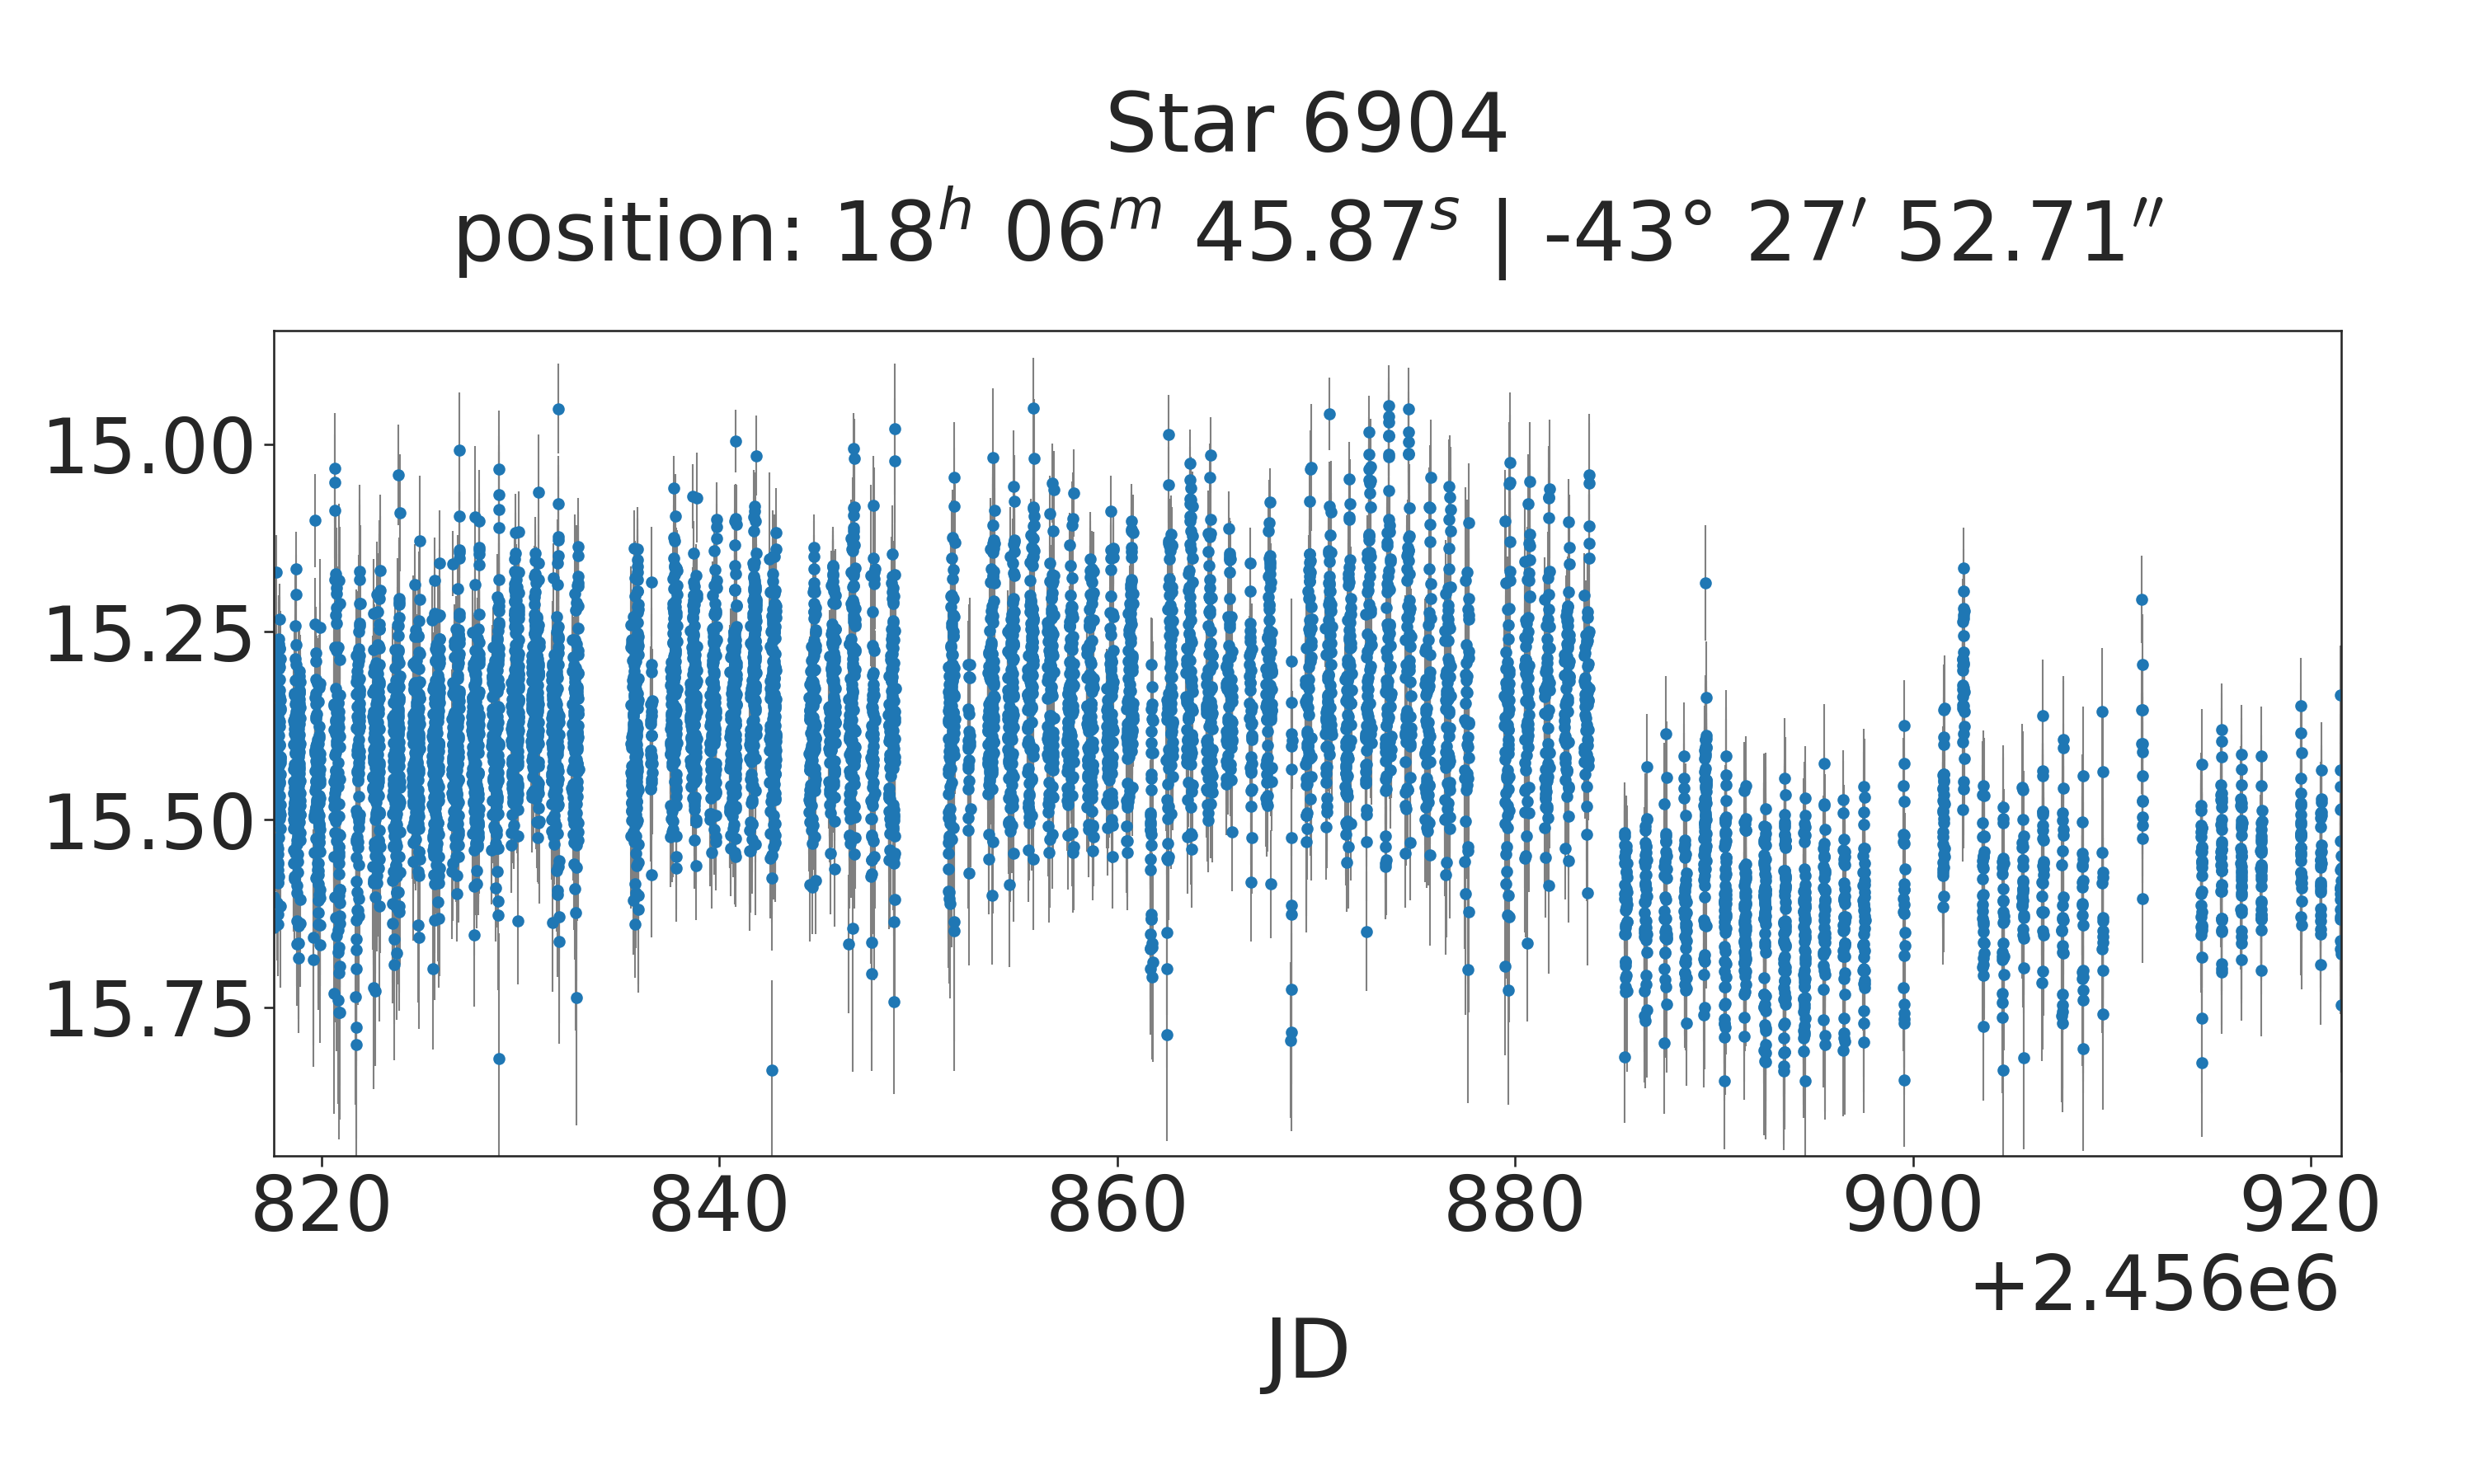 Star 6904
position: 18ʰ 06ᵐ 45.87ˢ | -43° 27′ 52.71″
15.00
15.25
15.50
15.75
820 840 860 880 900 920
+2.456e6
JD